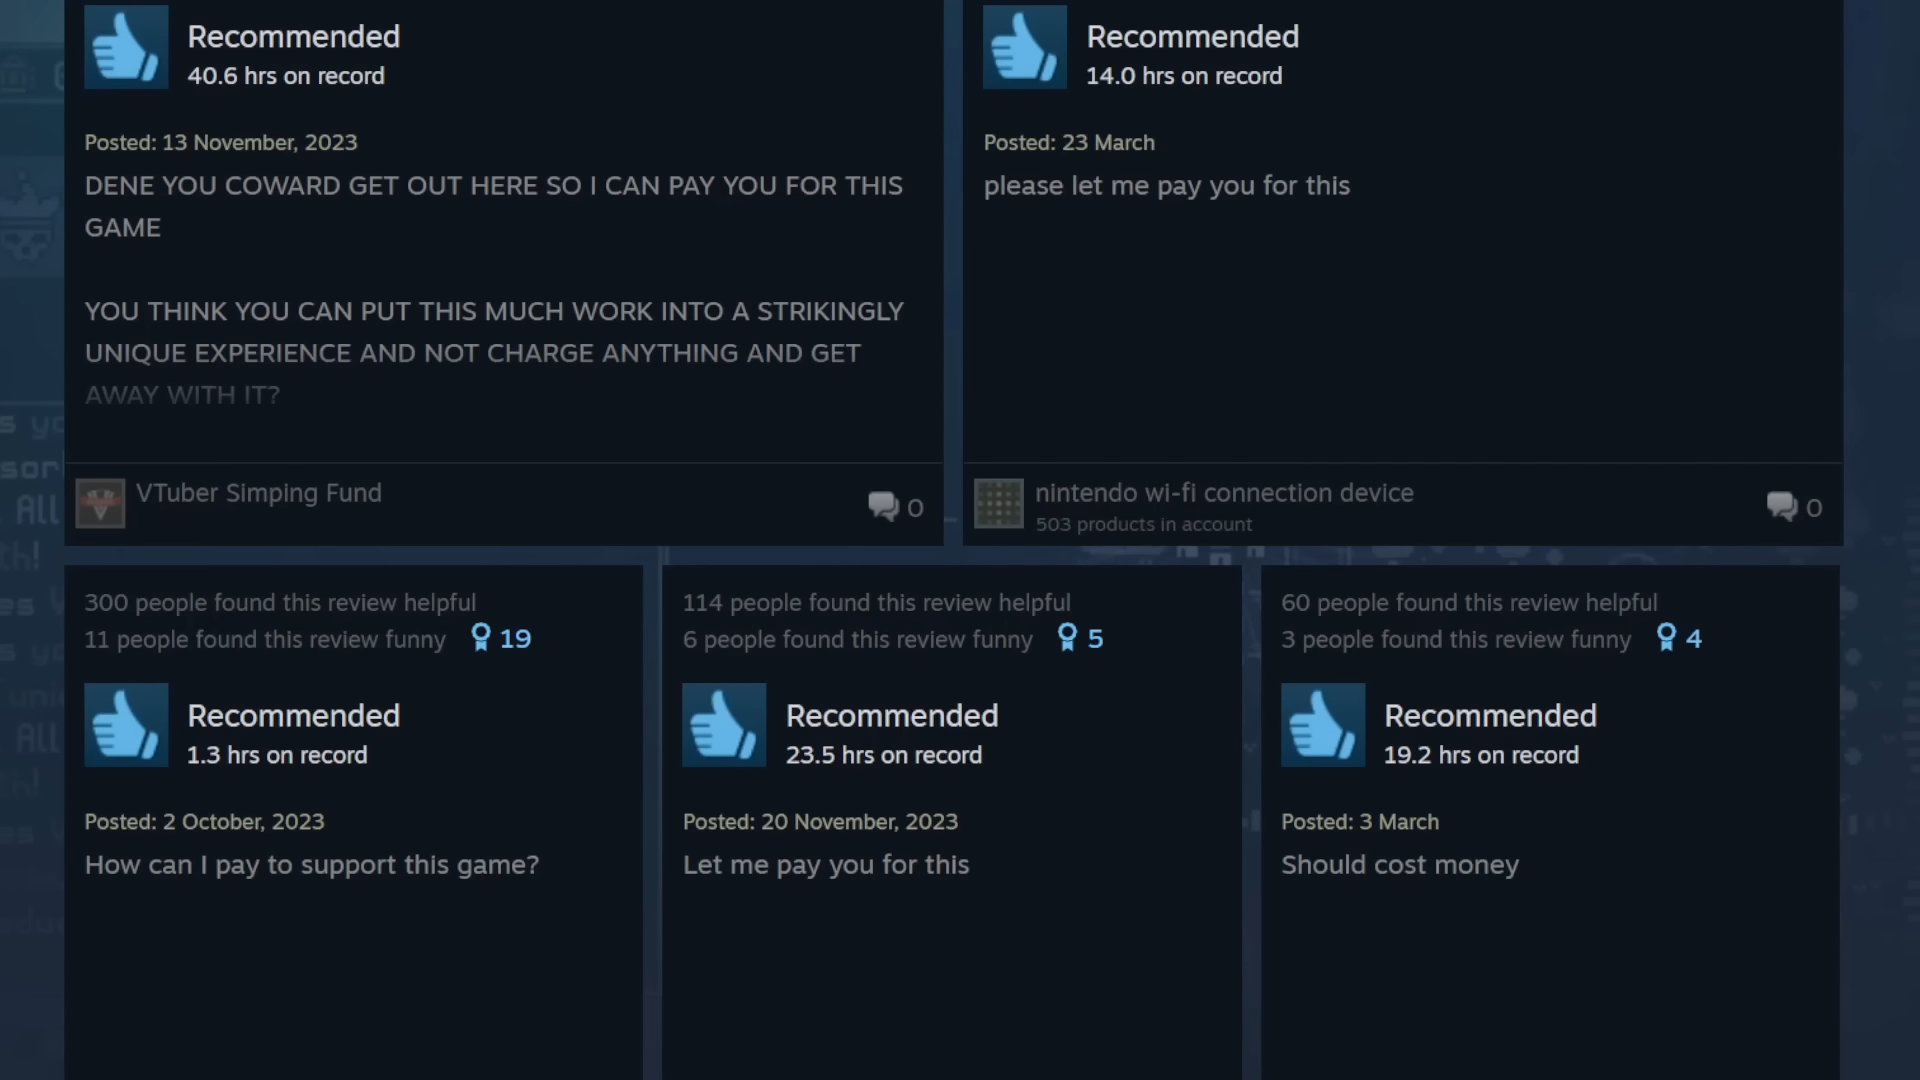 Recommended
40.6 hrs on record
Posted: 13 November, 2023
DENE YOU COWARD GET OUT HERE SO I CAN PAY YOU FOR THIS
GAME
YOU THINK YOU CAN PUT THIS MUCH WORK INTO A STRIKINGLY
UNIQUE EXPERIENCE AND NOT CHARGE ANYTHING AND GET
AWAY WITH IT?
VTuber Simping Fund
0
Recommended
14.0 hrs on record
Posted: 23 March
please let me pay you for this
nintendo wi-fi connection device
503 products in account
0
300 people found this review helpful
11 people found this review funny 19
Recommended
1.3 hrs on record
Posted: 2 October, 2023
How can I pay to support this game?
114 people found this review helpful
6 people found this review funny 5
Recommended
23.5 hrs on record
Posted: 20 November, 2023
Let me pay you for this
60 people found this review helpful
3 people found this review funny 4
Recommended
19.2 hrs on record
Posted: 3 March
Should cost money